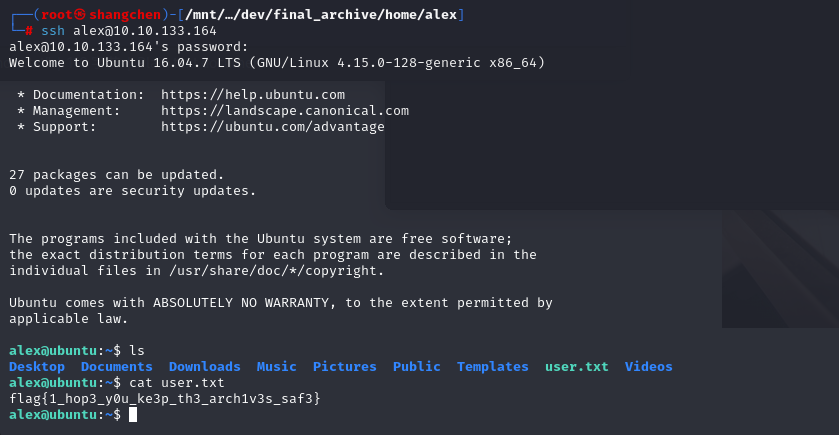 ┌──(root㉿shangchen)-[/mnt/…/dev/final_archive/home/alex]
└─# ssh alex@10.10.133.164
alex@10.10.133.164's password:
Welcome to Ubuntu 16.04.7 LTS (GNU/Linux 4.15.0-128-generic x86_64)
* Documentation:  https://help.ubuntu.com
* Management:     https://landscape.canonical.com
* Support:        https://ubuntu.com/advantage
27 packages can be updated.
0 updates are security updates.
The programs included with the Ubuntu system are free software;
the exact distribution terms for each program are described in the
individual files in /usr/share/doc/*/copyright.
Ubuntu comes with ABSOLUTELY NO WARRANTY, to the extent permitted by
applicable law.
alex@ubuntu:~$ ls
Desktop  Documents  Downloads  Music  Pictures  Public  Templates  user.txt  Videos
alex@ubuntu:~$ cat user.txt
flag{1_hop3_y0u_ke3p_th3_arch1v3s_saf3}
alex@ubuntu:~$